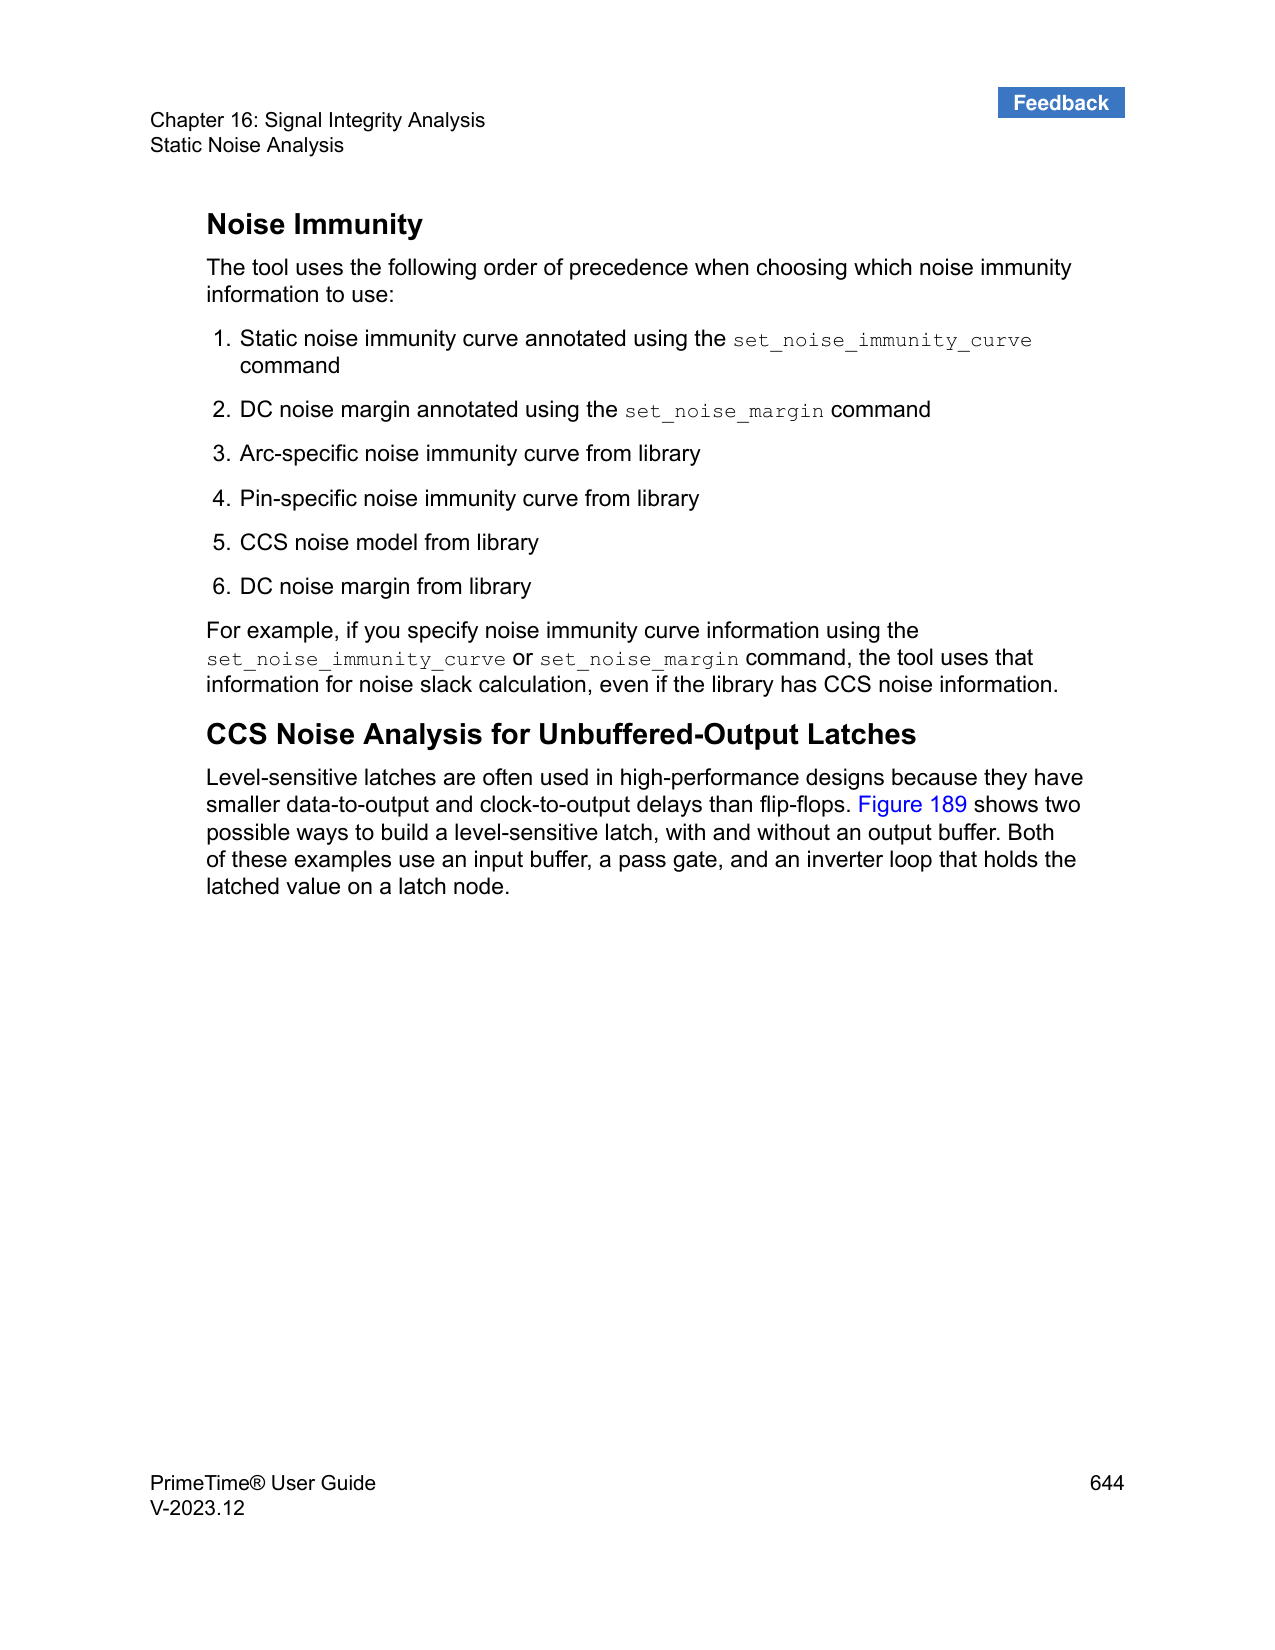 Feedback
Chapter 16: Signal Integrity Analysis
Static Noise Analysis
Noise Immunity
The tool uses the following order of precedence when choosing which noise immunity
information to use:
1. Static noise immunity curve annotated using the set_noise_immunity_curve
command
2. DC noise margin annotated using the set_noise_margin command
3. Arc-specific noise immunity curve from library
4. Pin-specific noise immunity curve from library
5. CCS noise model from library
6. DC noise margin from library
For example, if you specify noise immunity curve information using the
set_noise_immunity_curve or set_noise_margin command, the tool uses that
information for noise slack calculation, even if the library has CCS noise information.
CCS Noise Analysis for Unbuffered-Output Latches
Level-sensitive latches are often used in high-performance designs because they have
smaller data-to-output and clock-to-output delays than flip-flops. Figure 189 shows two
possible ways to build a level-sensitive latch, with and without an output buffer. Both
of these examples use an input buffer, a pass gate, and an inverter loop that holds the
latched value on a latch node.
PrimeTime® User Guide 644
V-2023.12